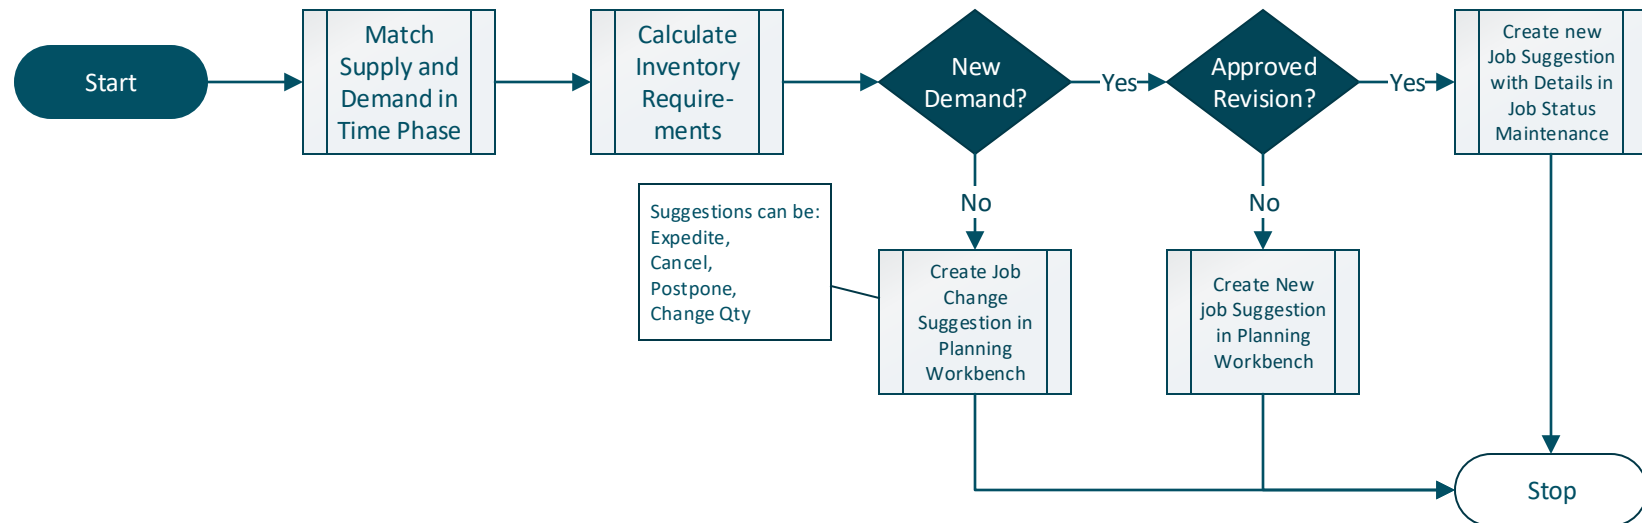 Start
Match
Supply and
Demand in
Time Phase
Calculate
Inventory
Require-
ments
New
Demand?
Yes
Approved
Revision?
Yes
Create new
Job Suggestion
with Details in
Job Status
Maintenance
No
No
Suggestions can be:
Expedite,
Cancel,
Postpone,
Change Qty
Create Job
Change
Suggestion in
Planning
Workbench
Create New
job Suggestion
in Planning
Workbench
Stop